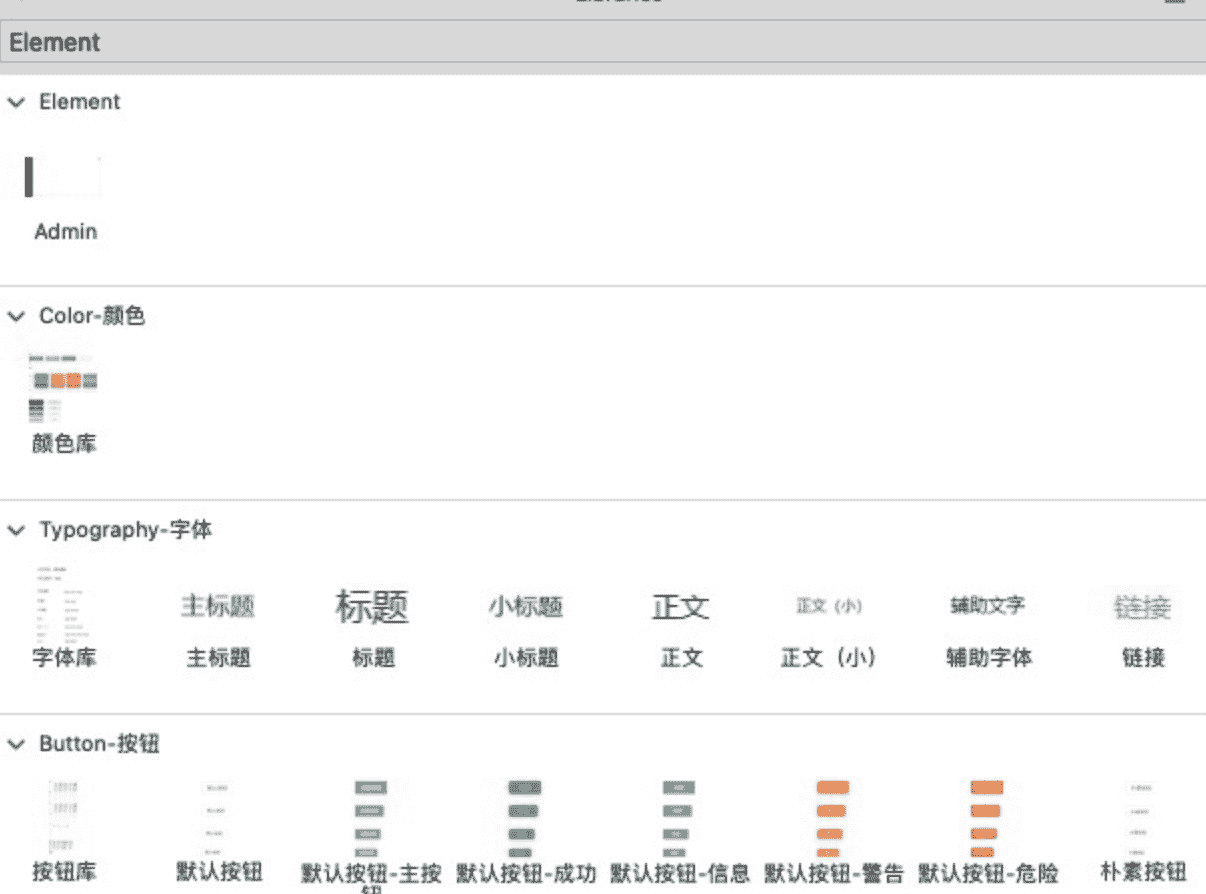 Element
Element
Admin
Color-颜色
颜色库
Typography-字体
主标题 标题 小标题 正文 正文（小） 辅助文字 链接
字体库 主标题 标题 小标题 正文 正文（小） 辅助字体 链接
Button-按钮
按钮库 默认按钮 默认按钮-主按 默认按钮-成功 默认按钮-信息 默认按钮-警告 默认按钮-危险 朴素按钮
钮